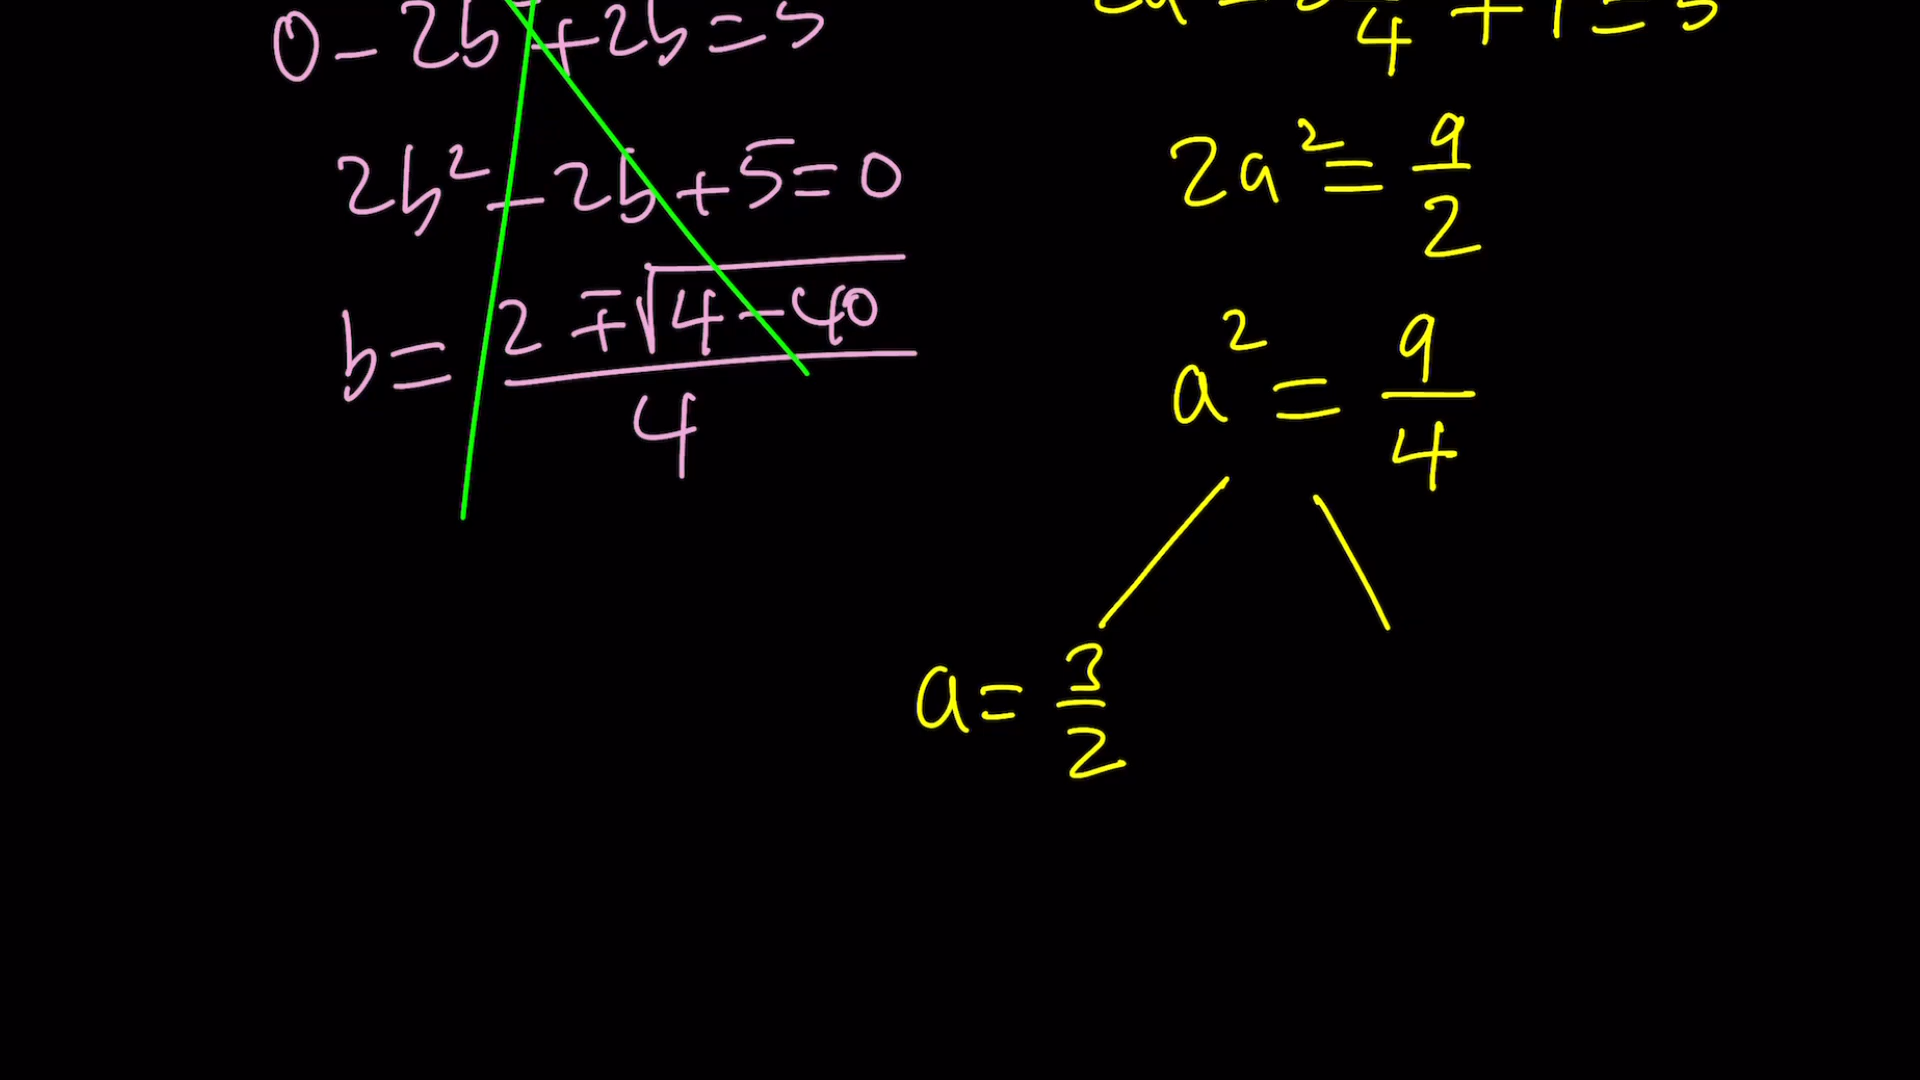 0 - 2b² + 2b = 5
2b² - 2b + 5 = 0
b = (2 ∓ √(4 - 40)) / 4
2a² = 9/2
a² = 9/4
a = 3/2